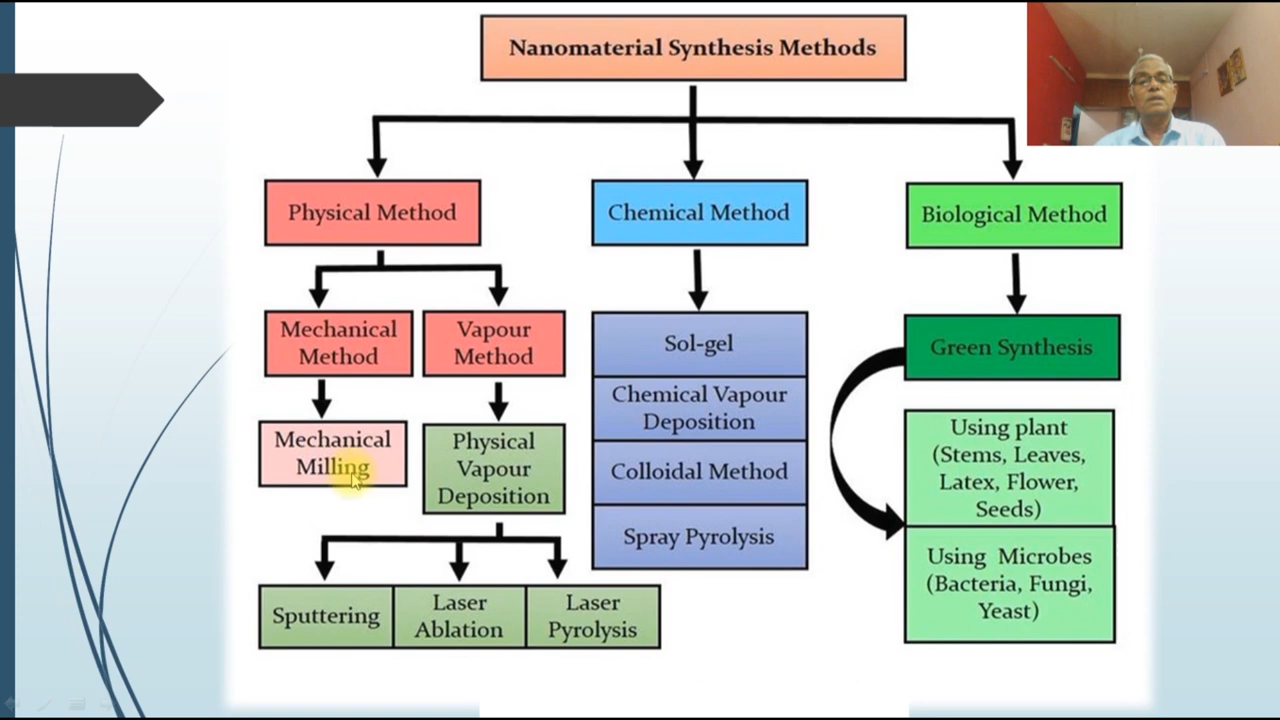 Nanomaterial Synthesis Methods
Physical Method
Chemical Method
Biological Method
Mechanical
Method
Vapour
Method
Mechanical
Milling
Physical
Vapour
Deposition
Sputtering
Laser
Ablation
Laser
Pyrolysis
Sol-gel
Chemical Vapour
Deposition
Colloidal Method
Spray Pyrolysis
Green Synthesis
Using plant
(Stems, Leaves,
Latex, Flower,
Seeds)
Using Microbes
(Bacteria, Fungi,
Yeast)